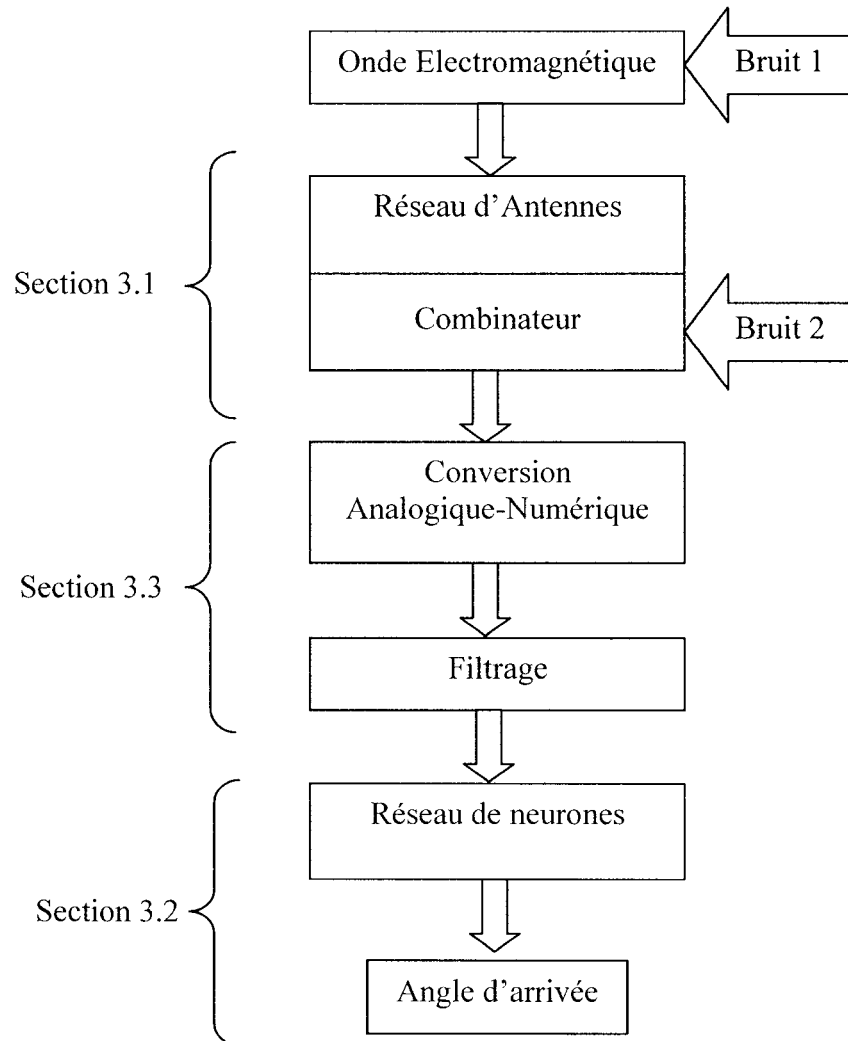 Onde Electromagnétique
Bruit 1
Réseau d'Antennes
Section 3.1
Combinateur
Bruit 2
Conversion
Analogique-Numérique
Section 3.3
Filtrage
Réseau de neurones
Section 3.2
Angle d'arrivée